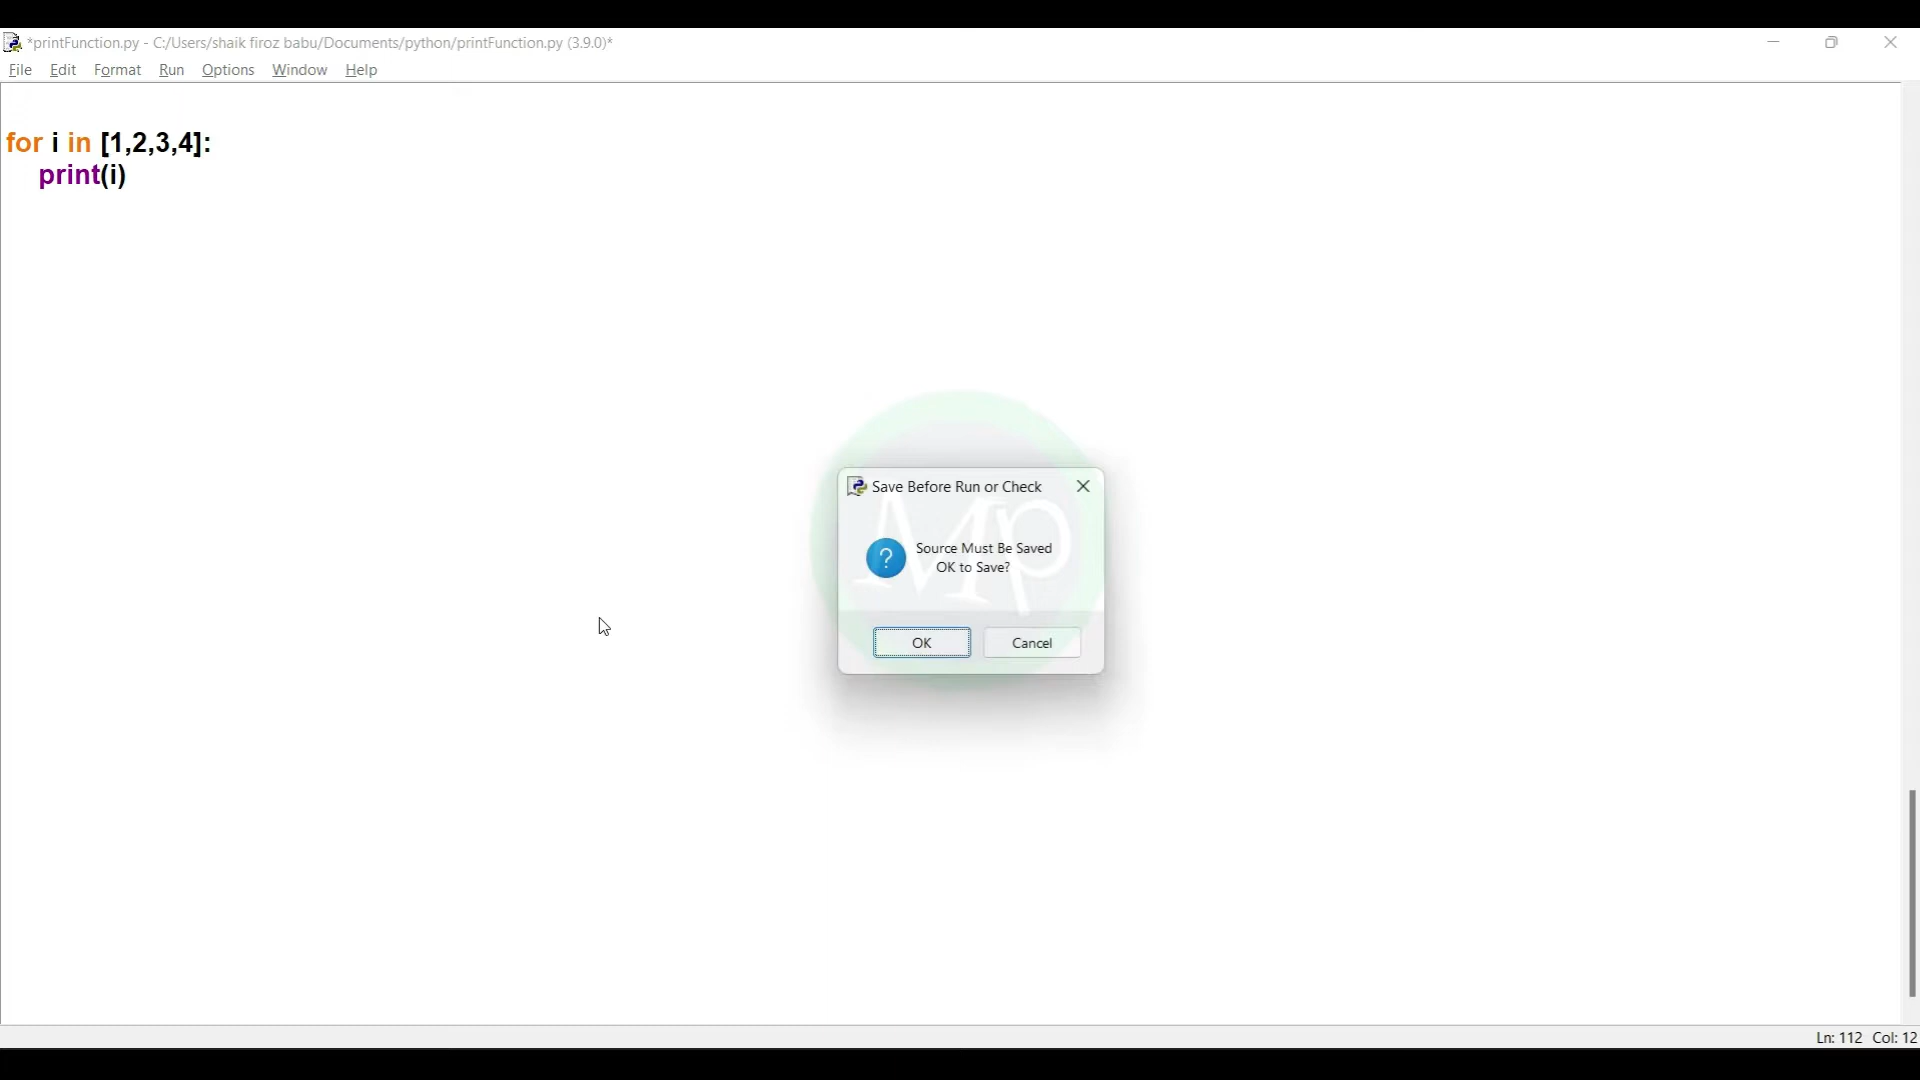 *printFunction.py - C:/Users/shaik firoz babu/Documents/python/printFunction.py (3.9.0)*
File Edit Format Run Options Window Help
for i in [1,2,3,4]:
    print(i)
Save Before Run or Check
Source Must Be Saved
OK to Save?
Mp
OK Cancel
Ln: 112 Col: 12